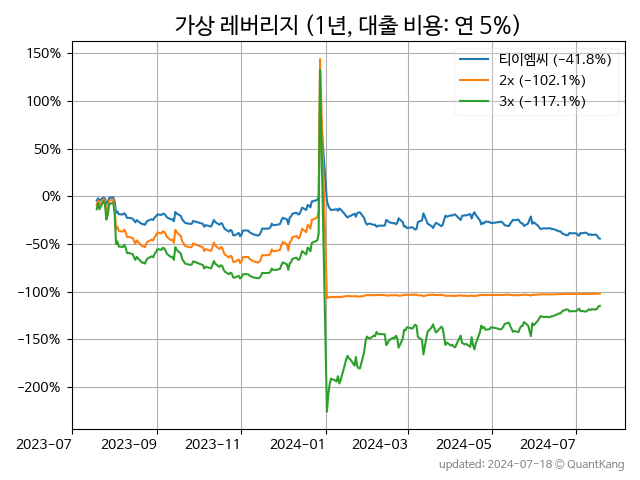 가상 레버리지 (1년, 대출 비용: 연 5%)
티이엠씨 (-41.8%)
2x (-102.1%)
3x (-117.1%)
150%
100%
50%
0%
-50%
-100%
-150%
-200%
2023-07 2023-09 2023-11 2024-01 2024-03 2024-05 2024-07
updated: 2024-07-18 © QuantKang